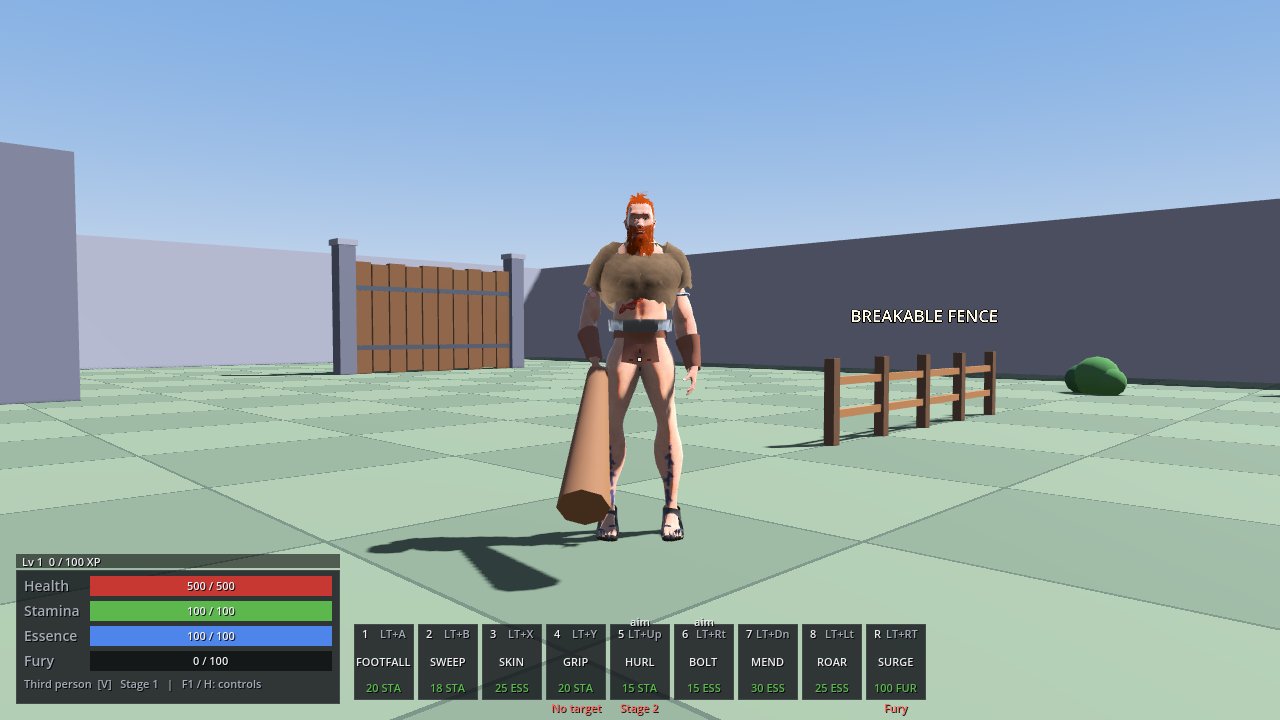 BREAKABLE FENCE
Lv 1 0 / 100 XP
Health 500 / 500
Stamina 100 / 100
Essence 100 / 100
Fury 0 / 100
Third person [V] Stage 1 | F1 / H: controls
aim aim
1 LT+A 2 LT+B 3 LT+X 4 LT+Y 5 LT+Up 6 LT+Rt 7 LT+Dn 8 LT+Lt R LT+RT
FOOTFALL SWEEP SKIN GRIP HURL BOLT MEND ROAR SURGE
20 STA 18 STA 25 ESS 20 STA 15 STA 15 ESS 30 ESS 25 ESS 100 FUR
No target Stage 2 Fury